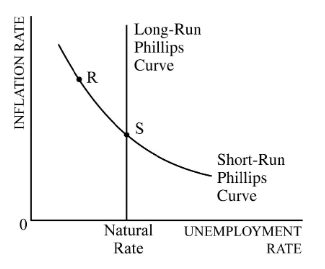 INFLATION RATE
Long-Run
Phillips
Curve
R
S
Short-Run
Phillips
Curve
0
Natural
Rate
UNEMPLOYMENT
RATE